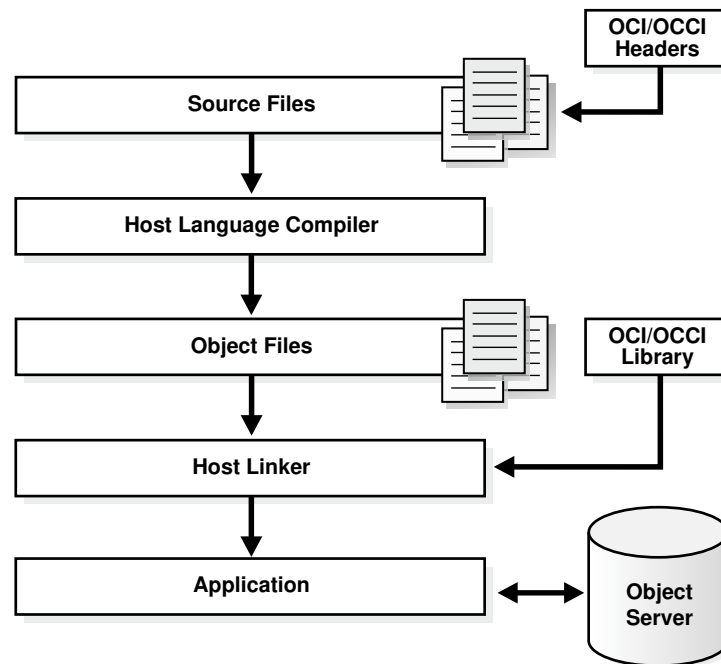 OCI/OCCI
Headers
Source Files
Host Language Compiler
Object Files
OCI/OCCI
Library
Host Linker
Application
Object
Server